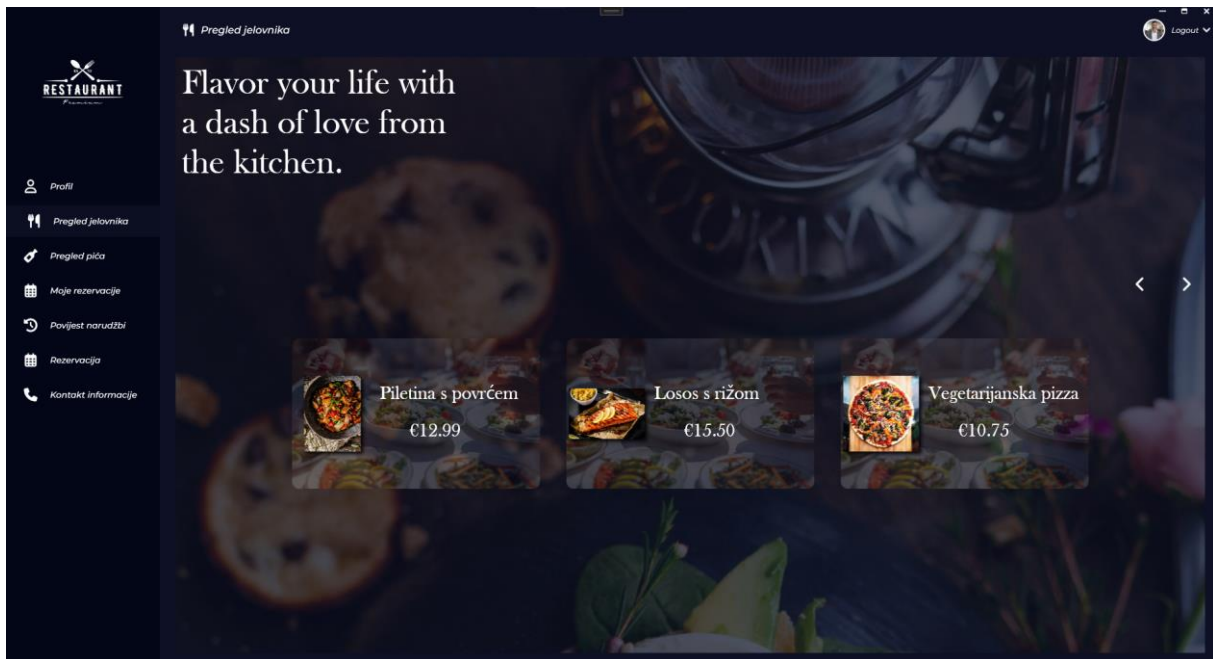 Pregled jelovnika
Logout
RESTAURANT
Premium
Flavor your life with
a dash of love from
the kitchen.
Profil
Pregled jelovnika
Pregled pića
Moje rezervacije
Povijest narudžbi
Rezervacija
Kontakt informacije
Piletina s povrćem
€12.99
Losos s rižom
€15.50
Vegetarijanska pizza
€10.75